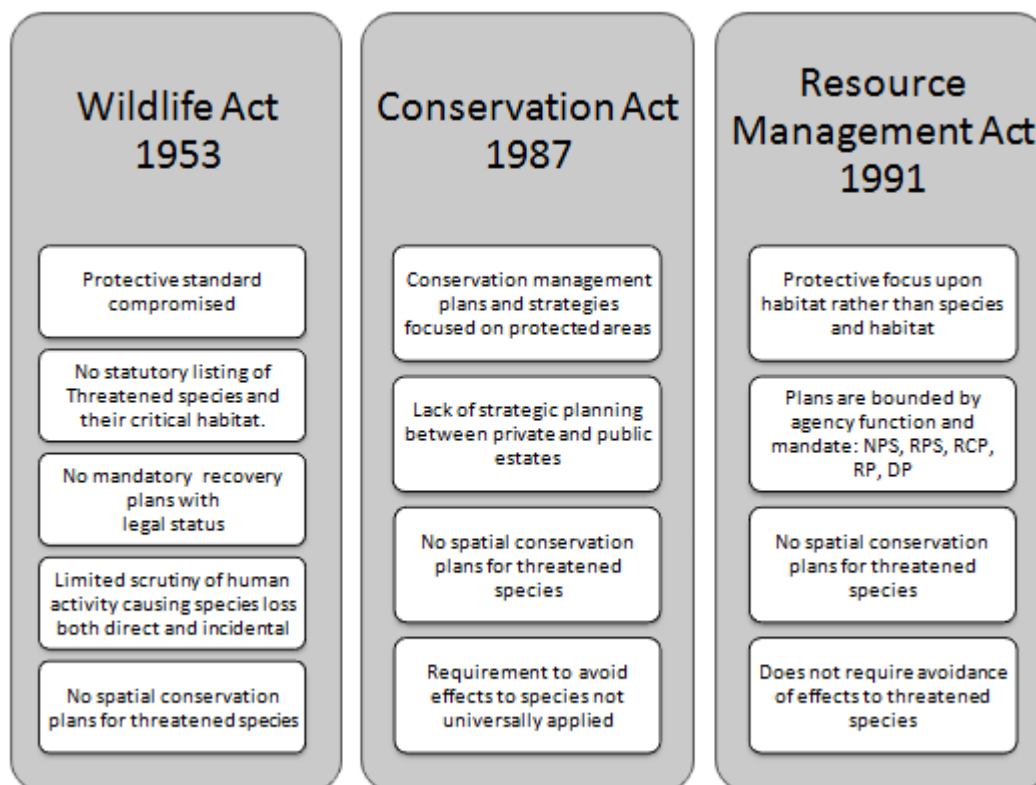 Wildlife Act
1953
Protective standard
compromised
No statutory listing of
Threatened species and
their critical habitat.
No mandatory recovery
plans with
legal status
Limited scrutiny of human
activity causing species loss
both direct and incidental
No spatial conservation
plans for threatened species
Conservation Act
1987
Conservation management
plans and strategies
focused on protected areas
Lack of strategic planning
between private and public
estates
No spatial conservation
plans for threatened
species
Requirement to avoid
effects to species not
universally applied
Resource
Management Act
1991
Protective focus upon
habitat rather than species
and habitat
Plans are bounded by
agency function and
mandate: NPS, RPS, RCP,
RP, DP
No spatial conservation
plans for threatened
species
Does not require avoidance
of effects to threatened
species